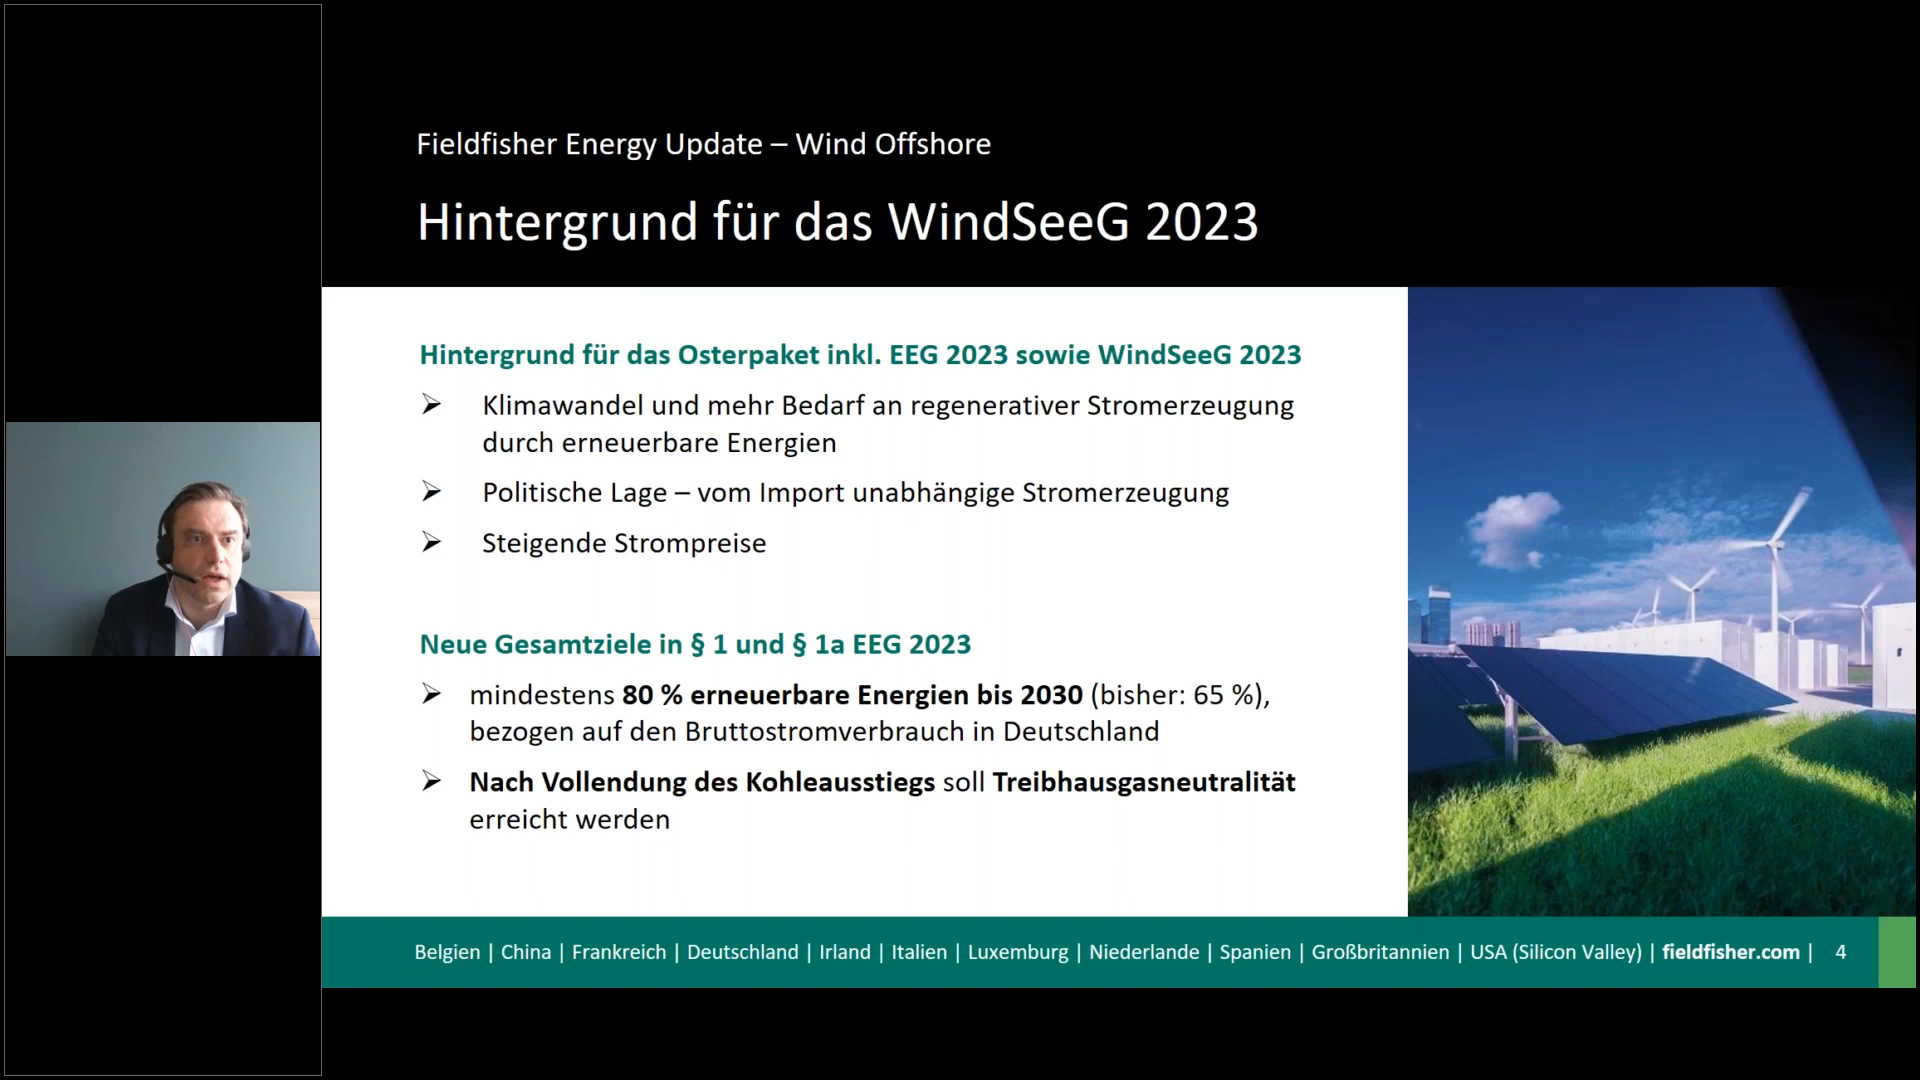 Fieldfisher Energy Update – Wind Offshore
Hintergrund für das WindSeeG 2023
Hintergrund für das Osterpaket inkl. EEG 2023 sowie WindSeeG 2023
➢ Klimawandel und mehr Bedarf an regenerativer Stromerzeugung
durch erneuerbare Energien
➢ Politische Lage – vom Import unabhängige Stromerzeugung
➢ Steigende Strompreise
Neue Gesamtziele in § 1 und § 1a EEG 2023
➢ mindestens 80 % erneuerbare Energien bis 2030 (bisher: 65 %),
bezogen auf den Bruttostromverbrauch in Deutschland
➢ Nach Vollendung des Kohleausstiegs soll Treibhausgasneutralität
erreicht werden
Belgien | China | Frankreich | Deutschland | Irland | Italien | Luxemburg | Niederlande | Spanien | Großbritannien | USA (Silicon Valley) | fieldfisher.com | 4